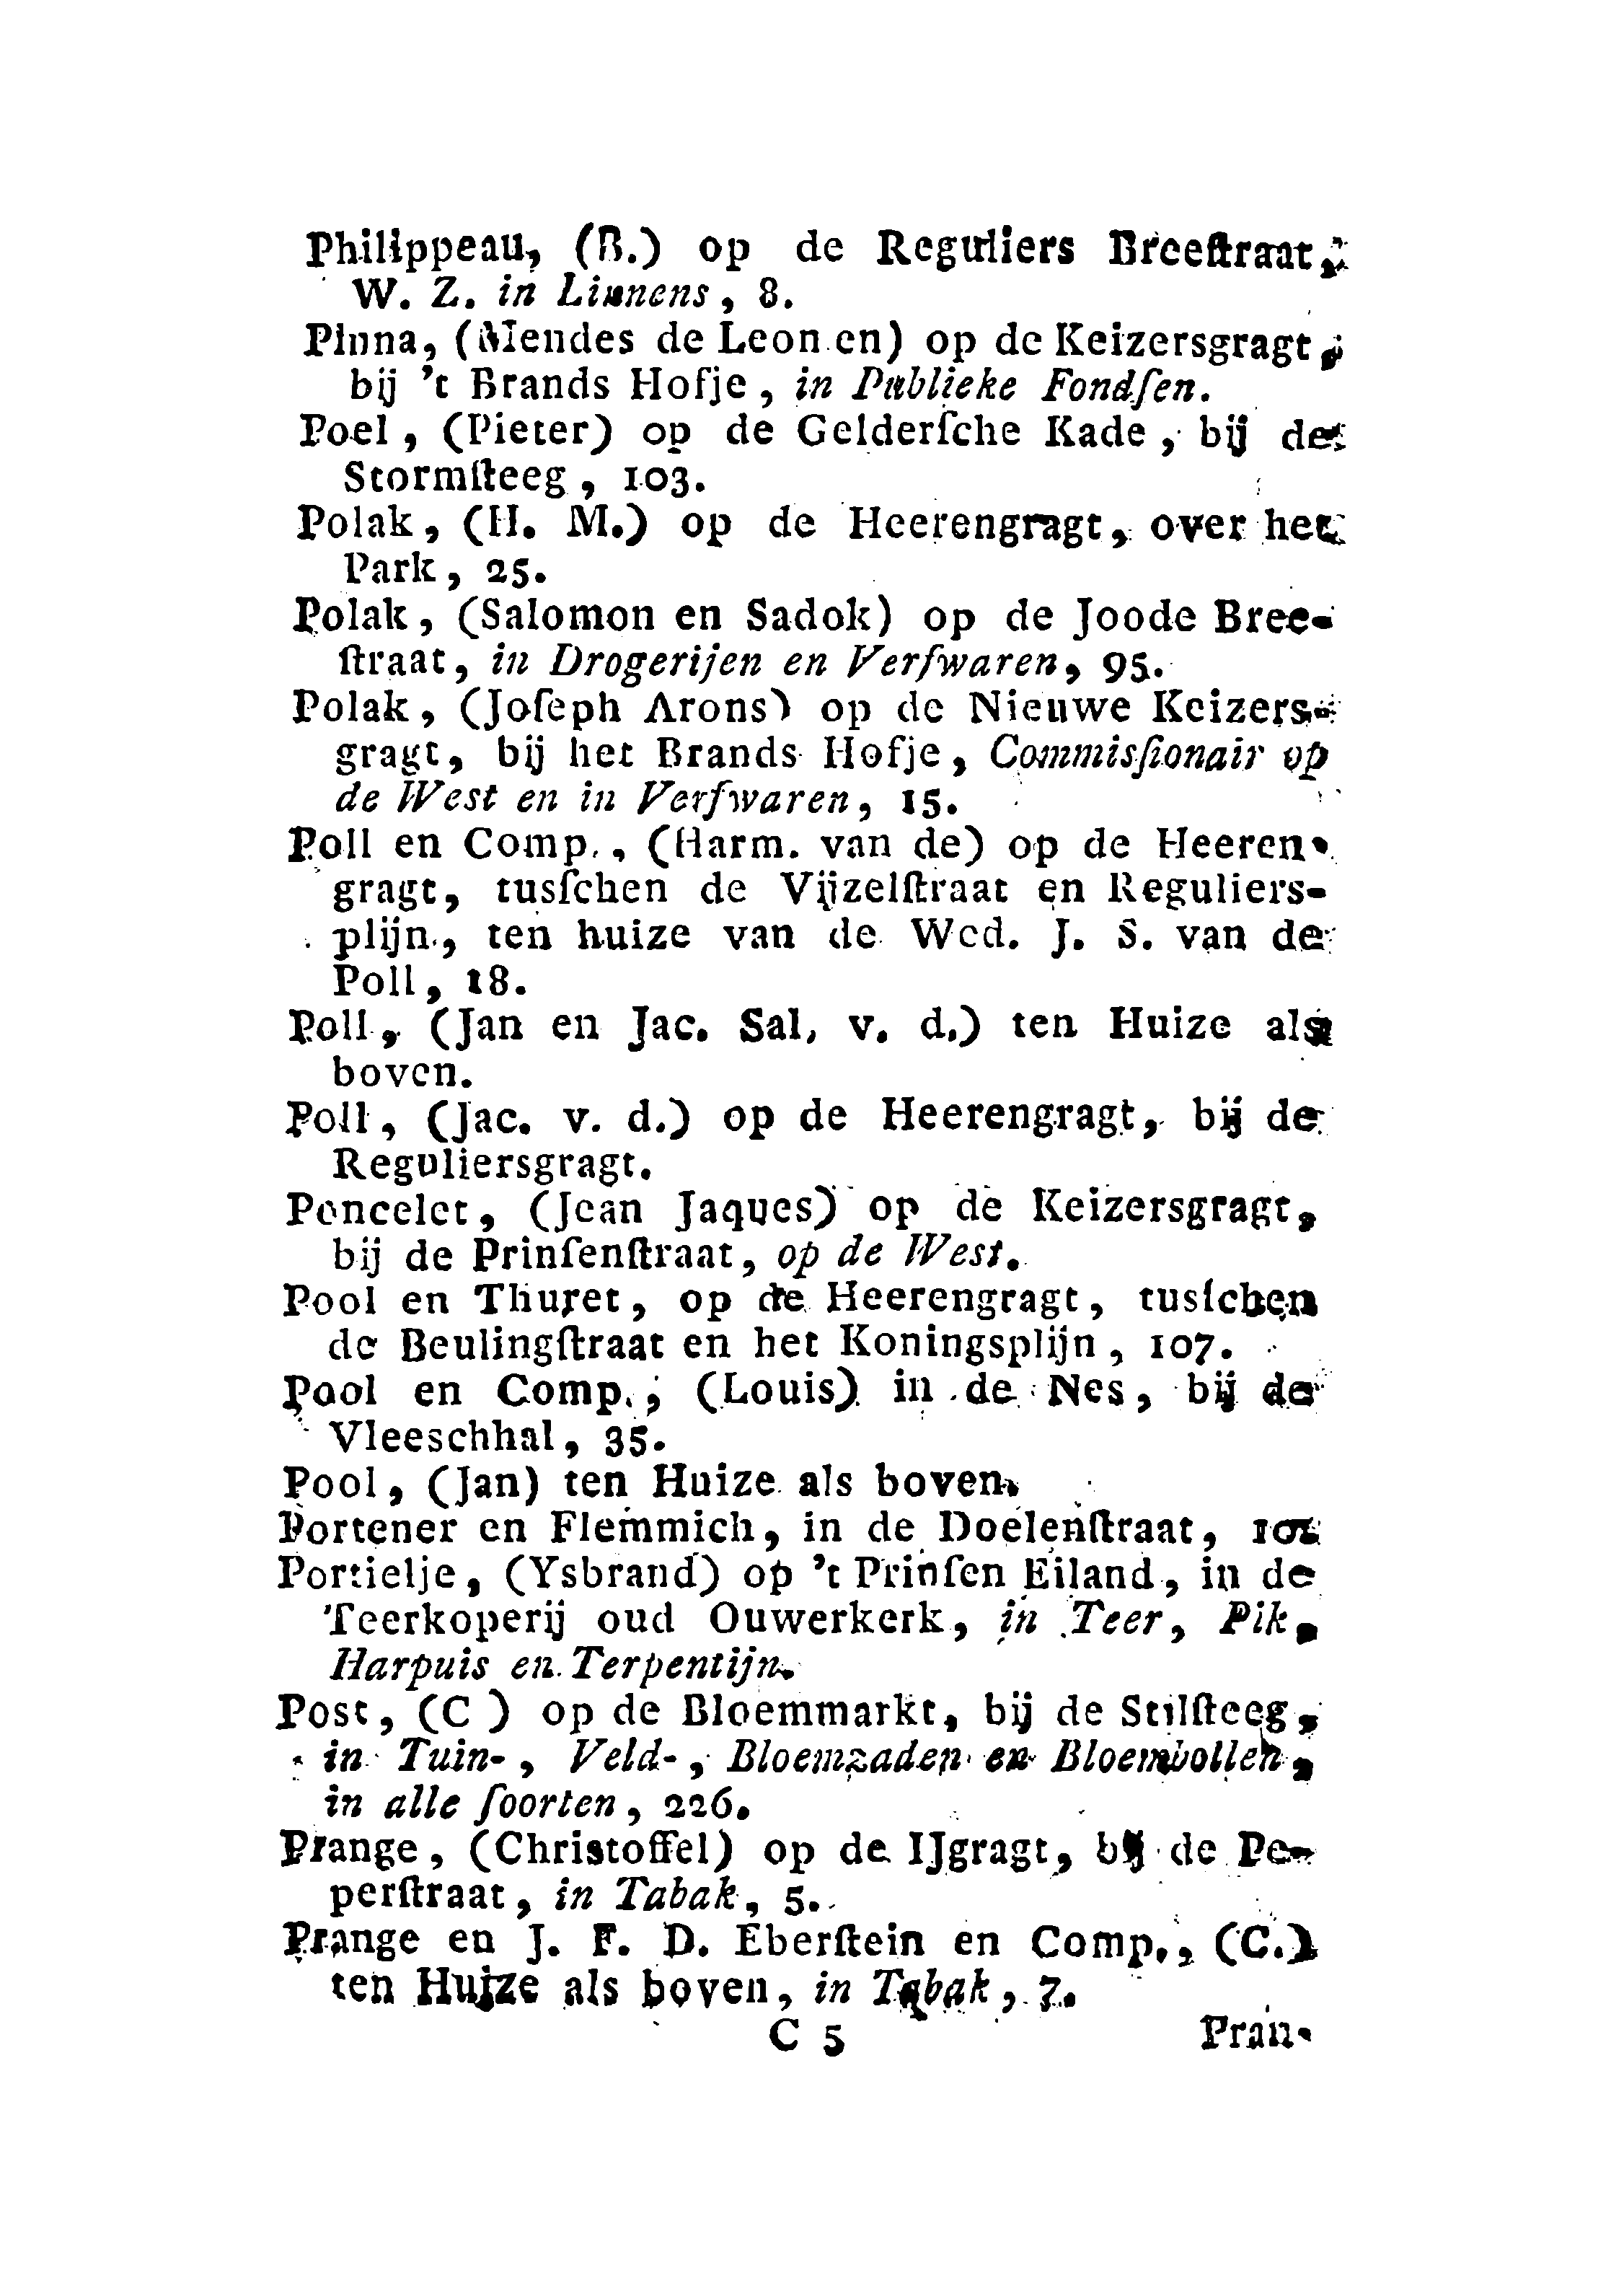 Philippeau, (B.) op de Reguliers Breeſtraat,
W. Z. in Linnens, 8.
Pinna, (Mendes de Leon en) op de Keizersgragt,
bij 't Brands Hofje, in Publieke Fondſen.
Poel, (Pieter) op de Gelderſche Kade, bij de
Stormſteeg, 103.
Polak, (H. M.) op de Heerengragt, over het
Park, 25.
Polak, (Salomon en Sadok) op de Joode Bree-
ſtraat, in Drogerijen en Verfwaren, 95.
Polak, (Joſeph Arons) op de Nieuwe Keizers-
gragt, bij het Brands Hofje, Commisſionair op
de West en in Verfwaren, 15.
Poll en Comp., (Harm. van de) op de Heeren-
gragt, tusſchen de Vijzelſtraat en Reguliers-
plijn, ten huize van de Wed. J. S. van de
Poll, 18.
Poll, (Jan en Jac. Sal. v. d.) ten Huize als
boven.
Poll, (Jac. v. d.) op de Heerengragt, bij de
Reguliersgragt.
Poncelet, (Jean Jaques) op de Keizersgragt,
bij de Prinſenſtraat, op de West.
Pool en Thuret, op de Heerengragt, tusſchen
de Beulingſtraat en het Koningsplijn, 107.
Pool en Comp., (Louis) in de Nes, bij de
Vleeschhal, 35.
Pool, (Jan) ten Huize als boven.
Portener en Flemmich, in de Doelenſtraat,
Portielje, (Ysbrand) op 't Prinſen Eiland, in de
Teerkoperij oud Ouwerkerk, in Teer, Pik,
Harpuis en Terpentijn.
Post, (C ) op de Bloemmarkt, bij de Stilſteeg,
in Tuin-, Veld-, Bloemzaden en Bloembollen,
in alle ſoorten, 226.
Prange, (Christoffel) op de IJgragt, bij de Pe-
perſtraat, in Tabak, 5.
Prange en J. F. D. Eberſtein en Comp., (C.)
ten Huize als boven, in Tabak, 7.
C 5 Pran-